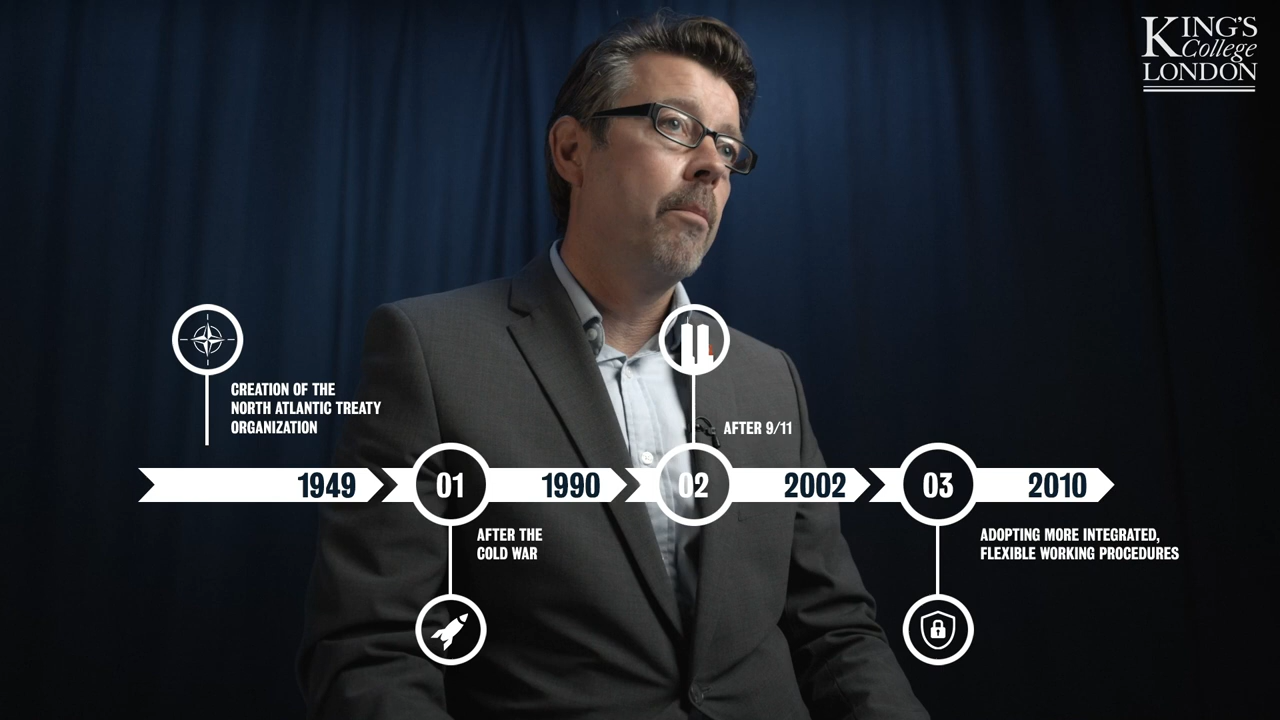 KING'S
College
LONDON
CREATION OF THE
NORTH ATLANTIC TREATY
ORGANIZATION
AFTER 9/11
1949
01
1990
02
2002
03
2010
AFTER THE
COLD WAR
ADOPTING MORE INTEGRATED,
FLEXIBLE WORKING PROCEDURES